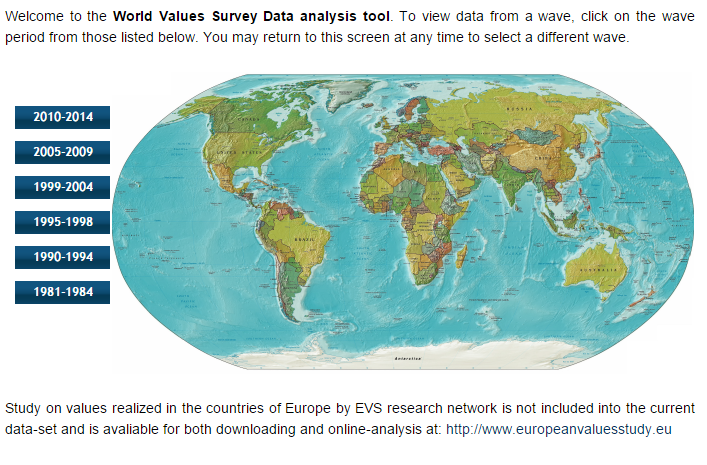 Welcome to the World Values Survey Data analysis tool. To view data from a wave, click on the wave
period from those listed below. You may return to this screen at any time to select a different wave.
2010-2014
2005-2009
1999-2004
1995-1998
1990-1994
1981-1984
CANADA
UNITED STATES
BRAZIL
RUSSIA
CHINA
AUSTRALIA
Antarctica
Study on values realized in the countries of Europe by EVS research network is not included into the current
data-set and is avaliable for both downloading and online-analysis at: http://www.europeanvaluesstudy.eu